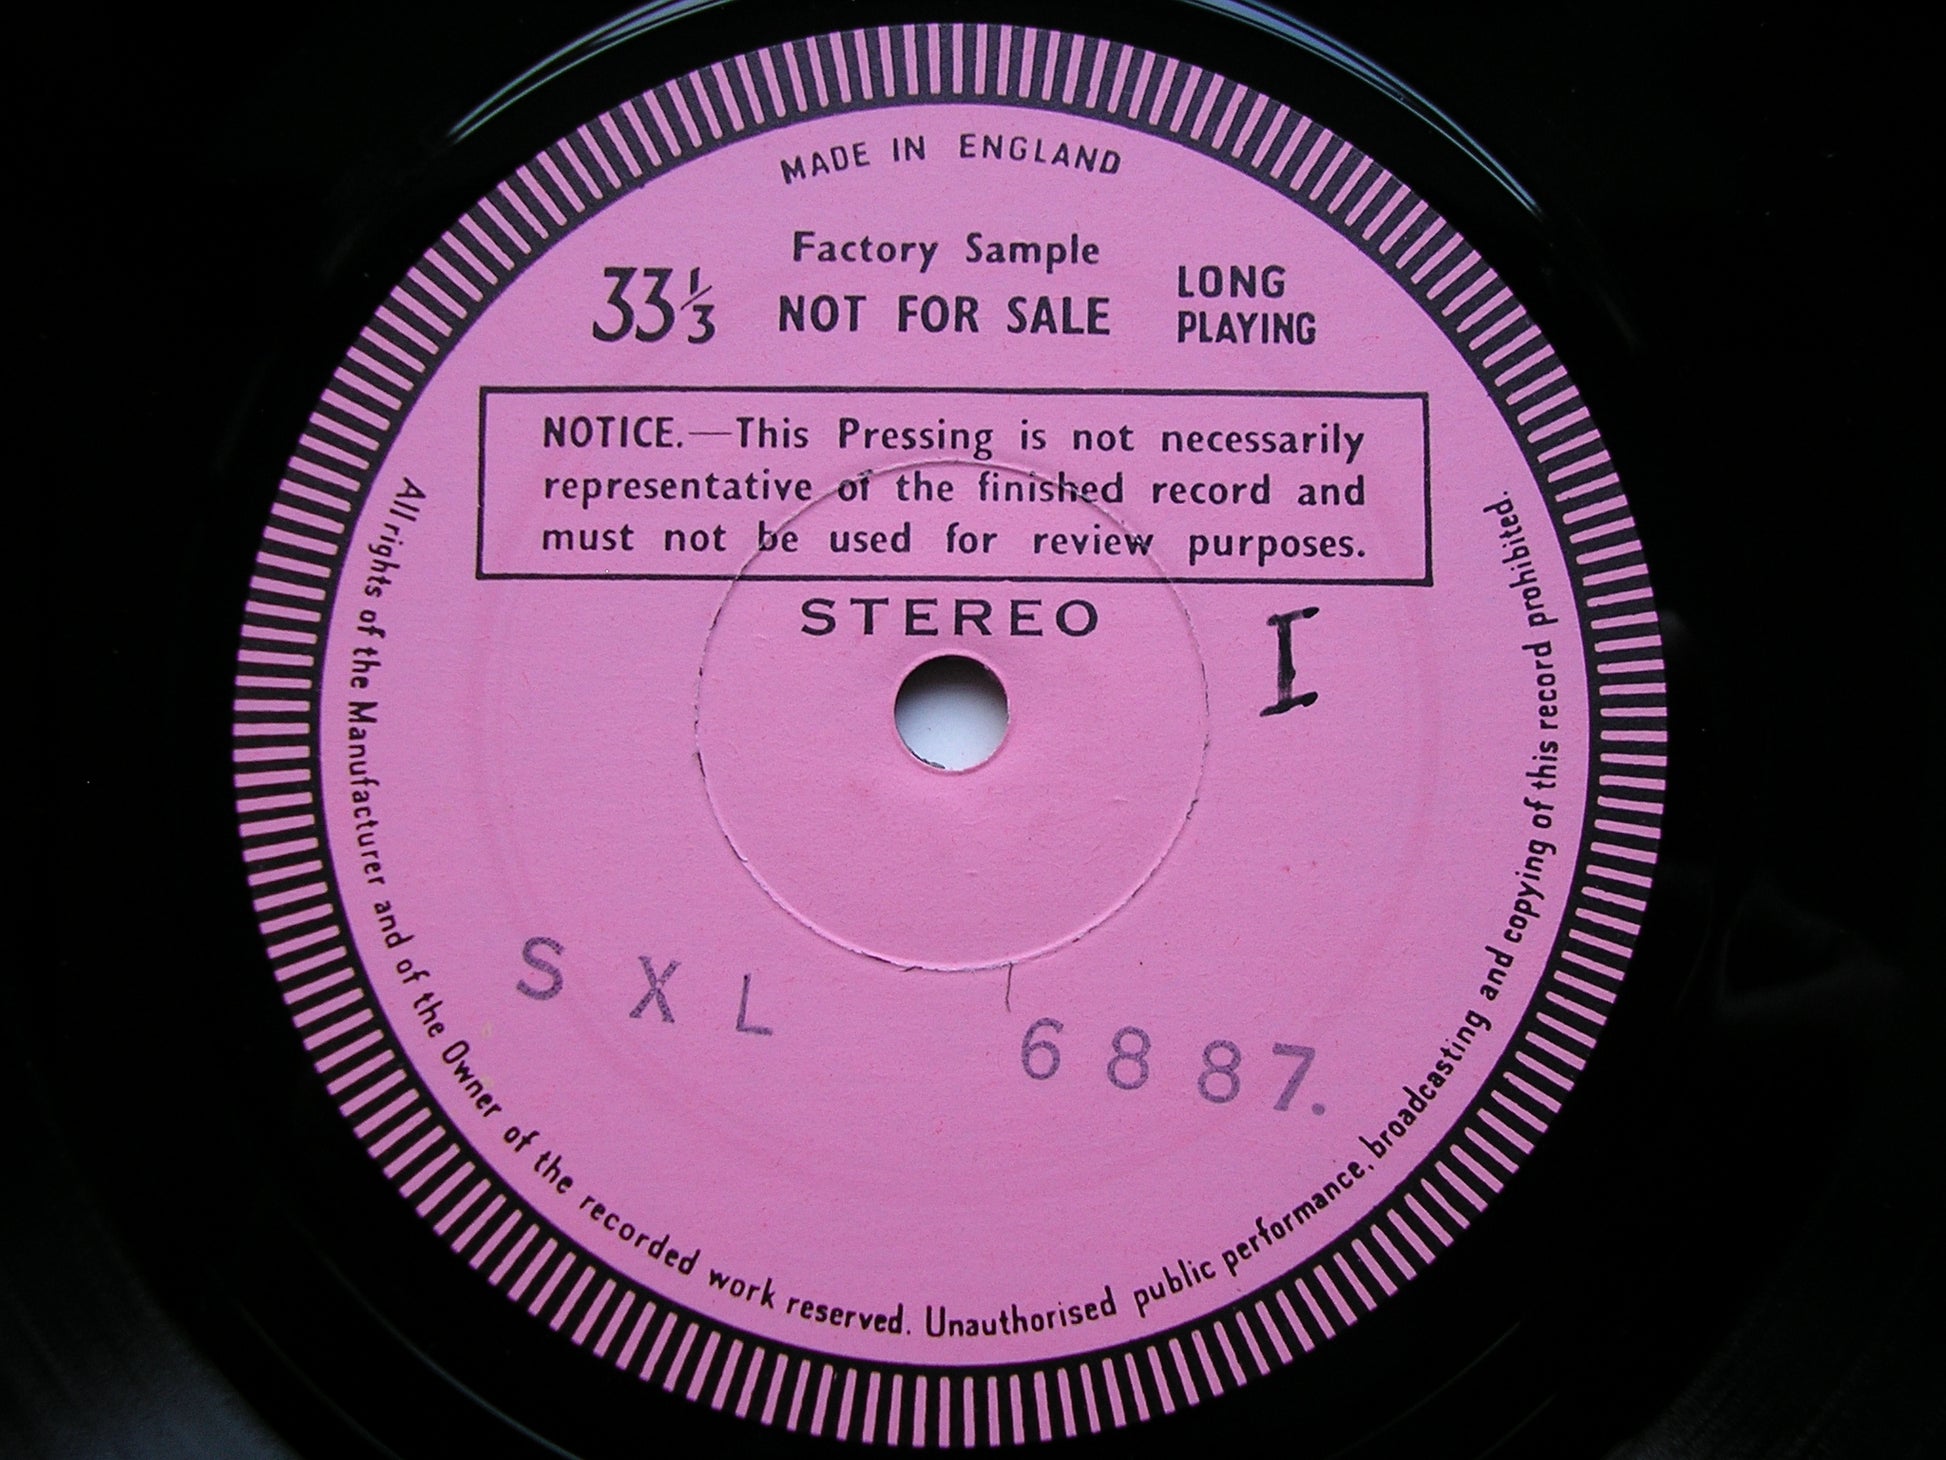 MADE IN ENGLAND
Factory Sample
33⅓ NOT FOR SALE LONG
PLAYING
NOTICE.—This Pressing is not necessarily
representative of the finished record and
must not be used for review purposes.
STEREO
I
SXL 6887.
All rights of the Manufacturer and of the Owner of the recorded work reserved. Unauthorised public performance, broadcasting and copying of this record prohibited.